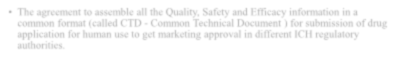 • The agreement to assemble all the Quality, Safety and Efficacy information in a
common format (called CTD - Common Technical Document ) for submission of drug
application for human use to get marketing approval in different ICH regulatory
authorities.